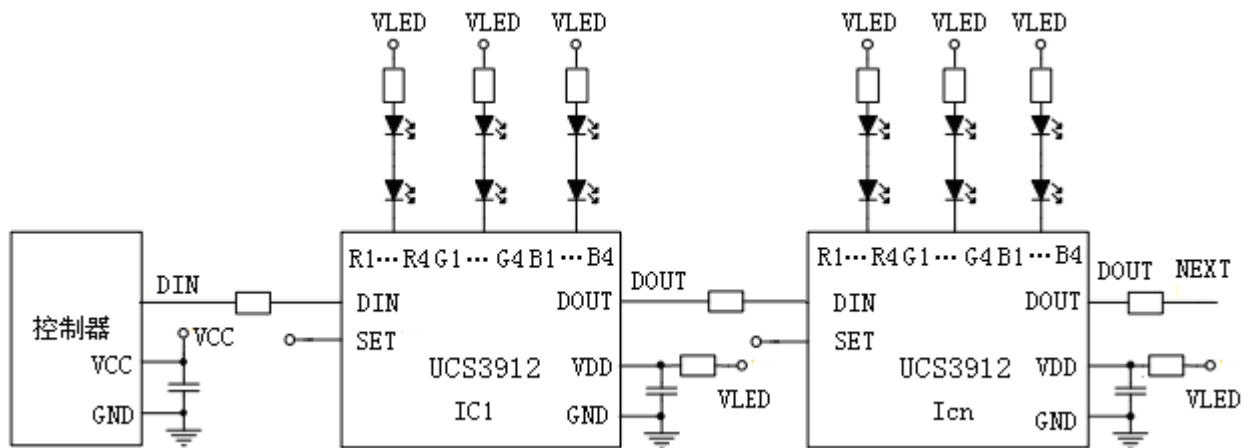 VLED VLED VLED VLED VLED VLED
R1… R4 G1… G4 B1… B4 R1… R4 G1… G4 B1… B4
DIN DOUT DOUT NEXT
DIN DOUT DIN DOUT
控制器 VCC SET SET
VCC UCS3912 VDD UCS3912 VDD
VLED VLED
GND IC1 GND Icn GND